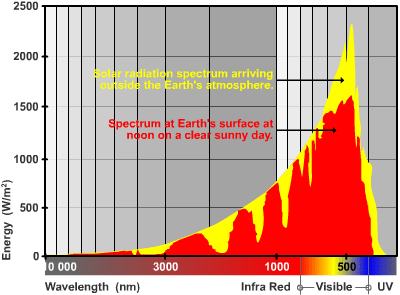 2500
2000
1500
1000
500
0
Energy (W/m²)
Solar radiation spectrum arriving
outside the Earth's atmosphere.
Spectrum at Earth's surface at
noon on a clear sunny day.
10 000
3000
1000
500
Wavelength (nm)
Infra Red
Visible
UV